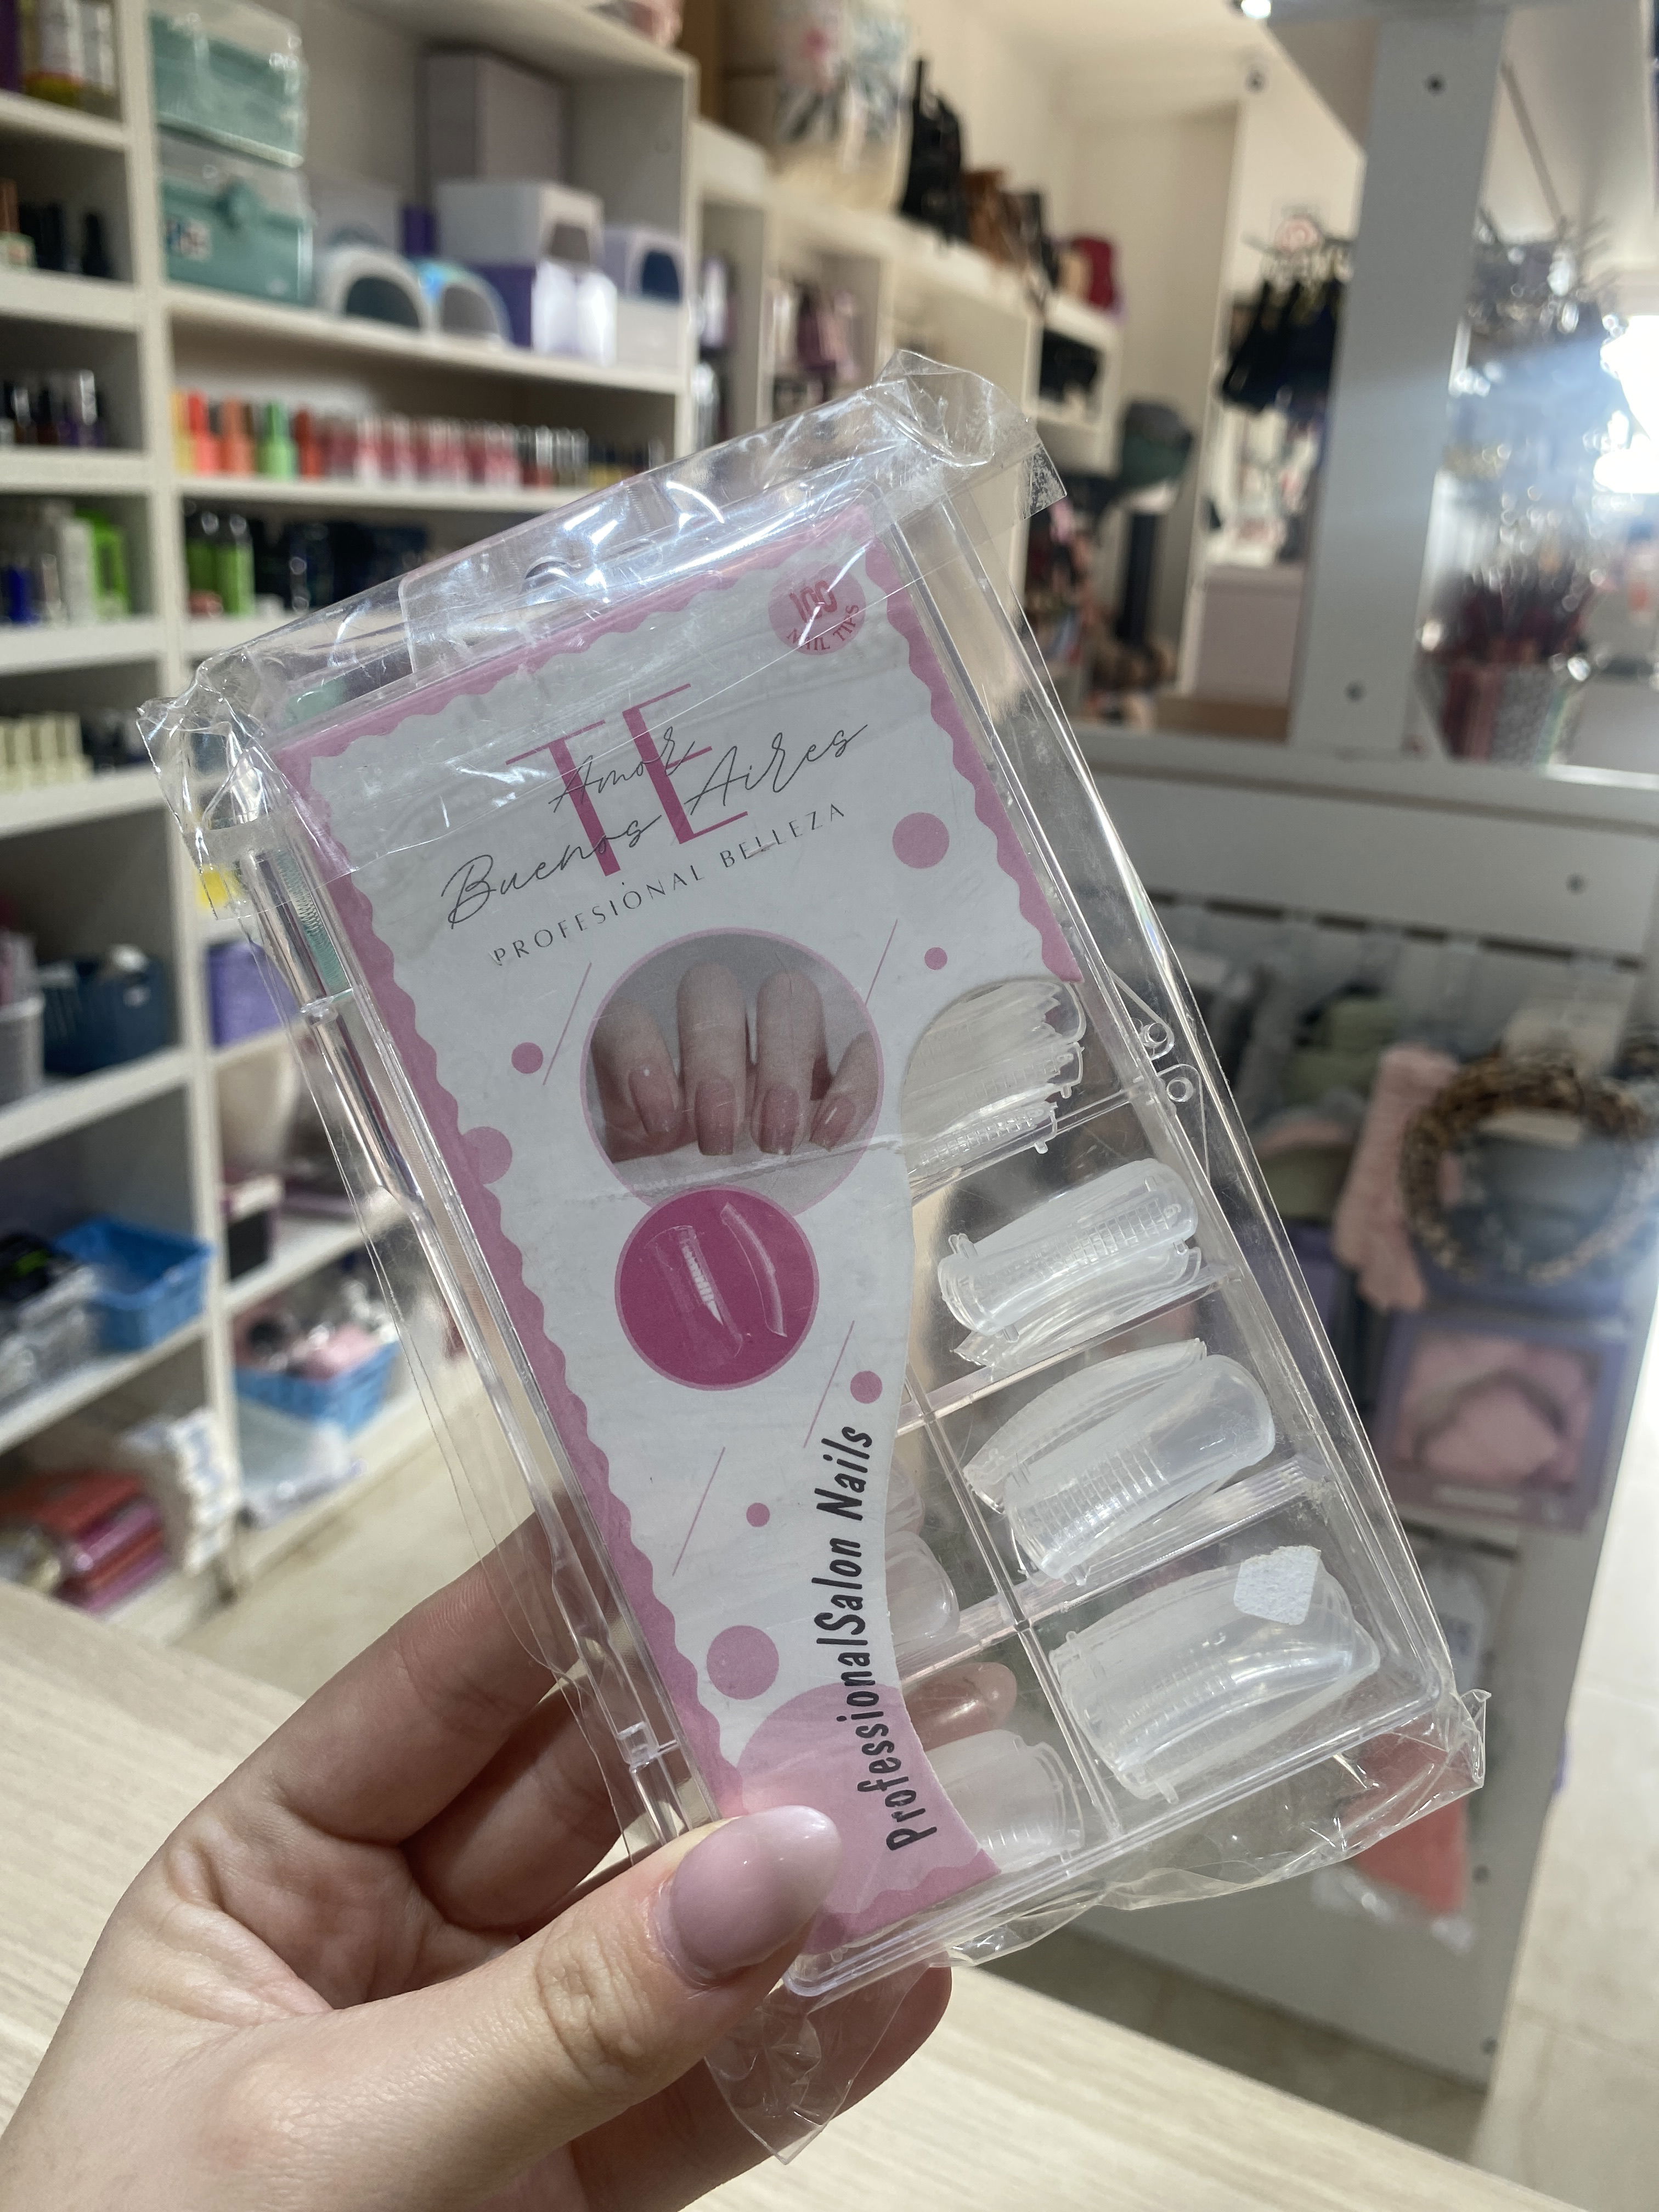 100
NAIL TIPS
TE
Amor
Buenos Aires
PROFESIONAL BELLEZA
ProfessionalSalon Nails